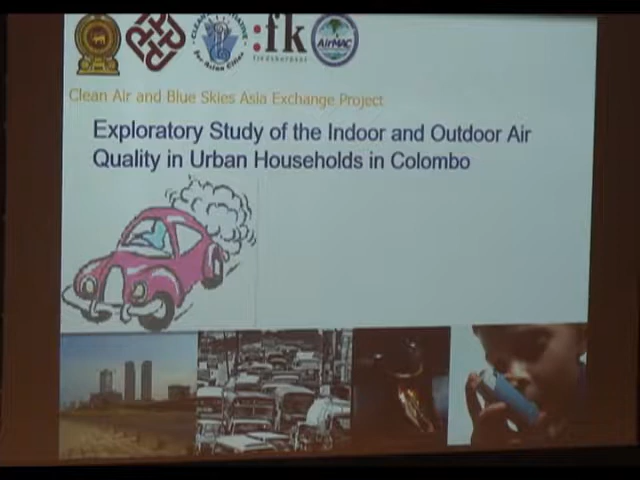 :fk
fredskorpset
AirMAC
Clean Air and Blue Skies Asia Exchange Project
Exploratory Study of the Indoor and Outdoor Air
Quality in Urban Households in Colombo